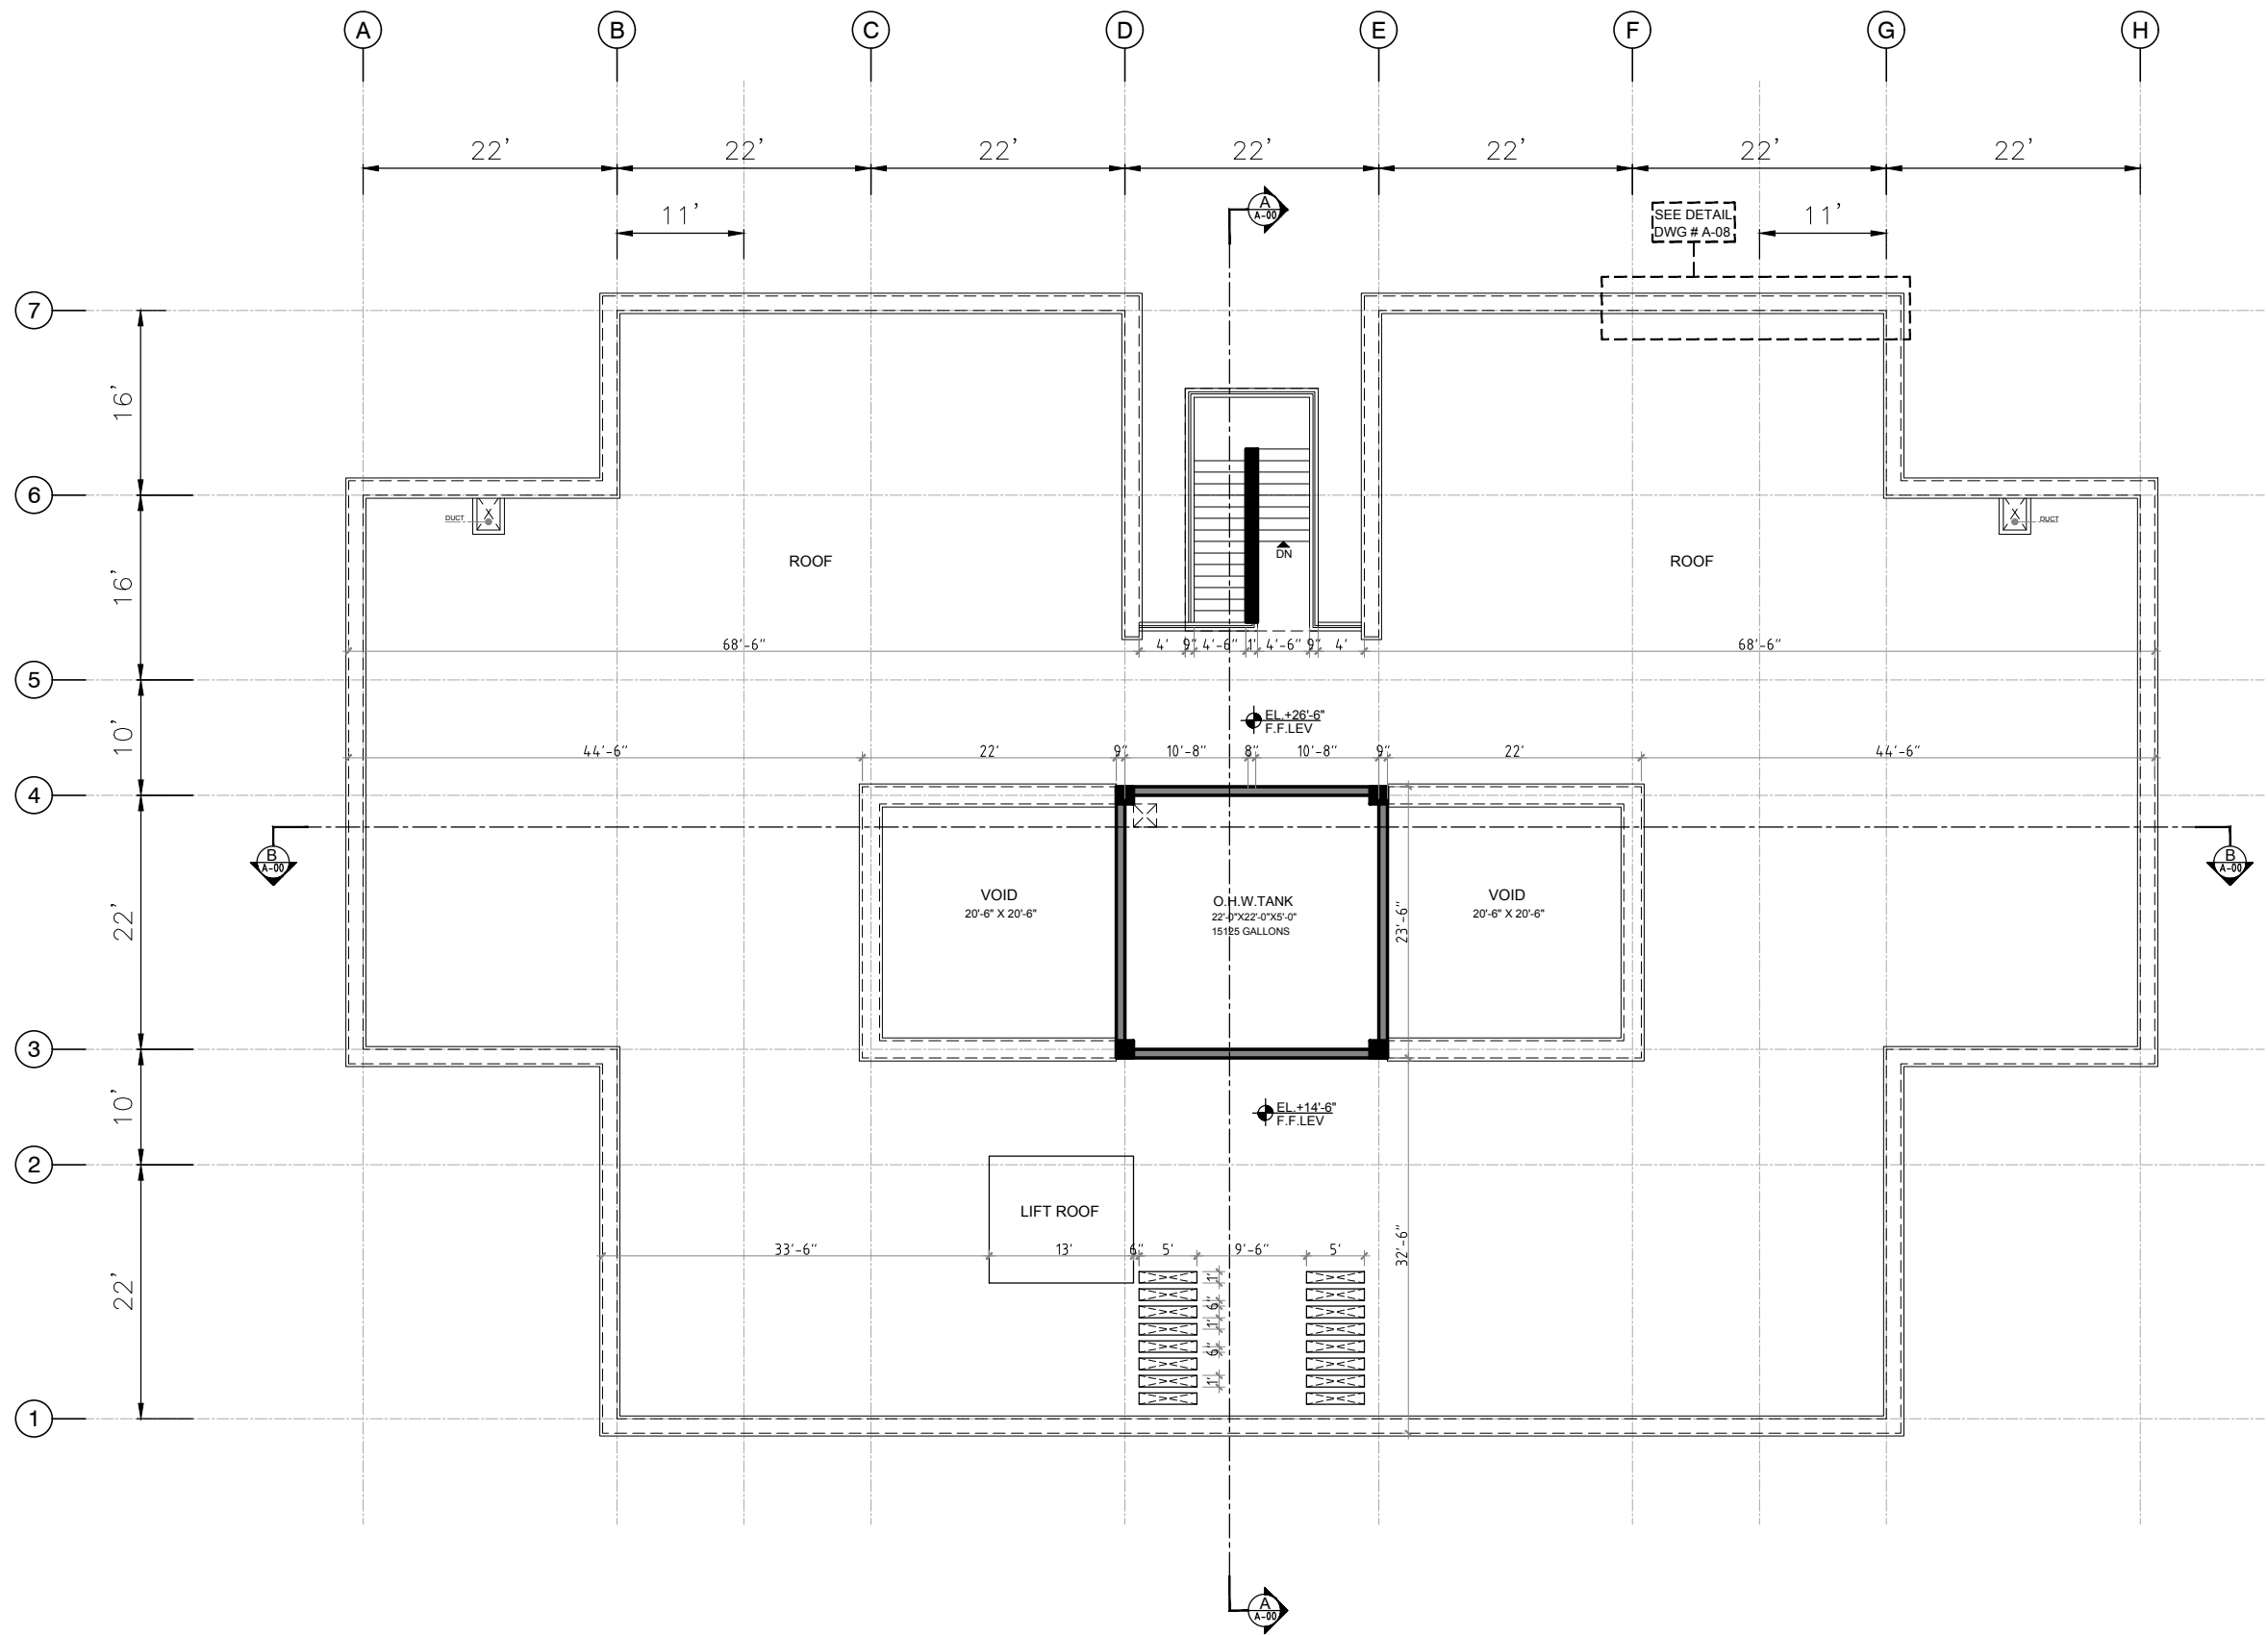 A B C D E F G H
22' 22' 22' 22' 22' 22' 22'
11' 11'
A
A-00
SEE DETAIL
DWG # A-08
7
16'
6
DUCT X X DUCT
DN
ROOF ROOF
16'
68'-6" 4' 9" 4'-6" 1' 4'-6" 9" 4' 68'-6"
5
EL.+26'-6"
F.F.LEV
10'
44'-6" 22' 9" 10'-8" 8" 10'-8" 9" 22' 44'-6"
4
B B
A-00 A-00
VOID O.H.W.TANK VOID
20'-6" X 20'-6" 22'-0"X22'-0"X5'-0" 20'-6" X 20'-6"
15125 GALLONS
22' 23'-6"
3
EL.+14'-6"
F.F.LEV
10'
2
LIFT ROOF
33'-6" 13' 6" 5' 9'-6" 5'
32'-6"
22'
1'
6"
1'
6"
1'
1
A
A-00